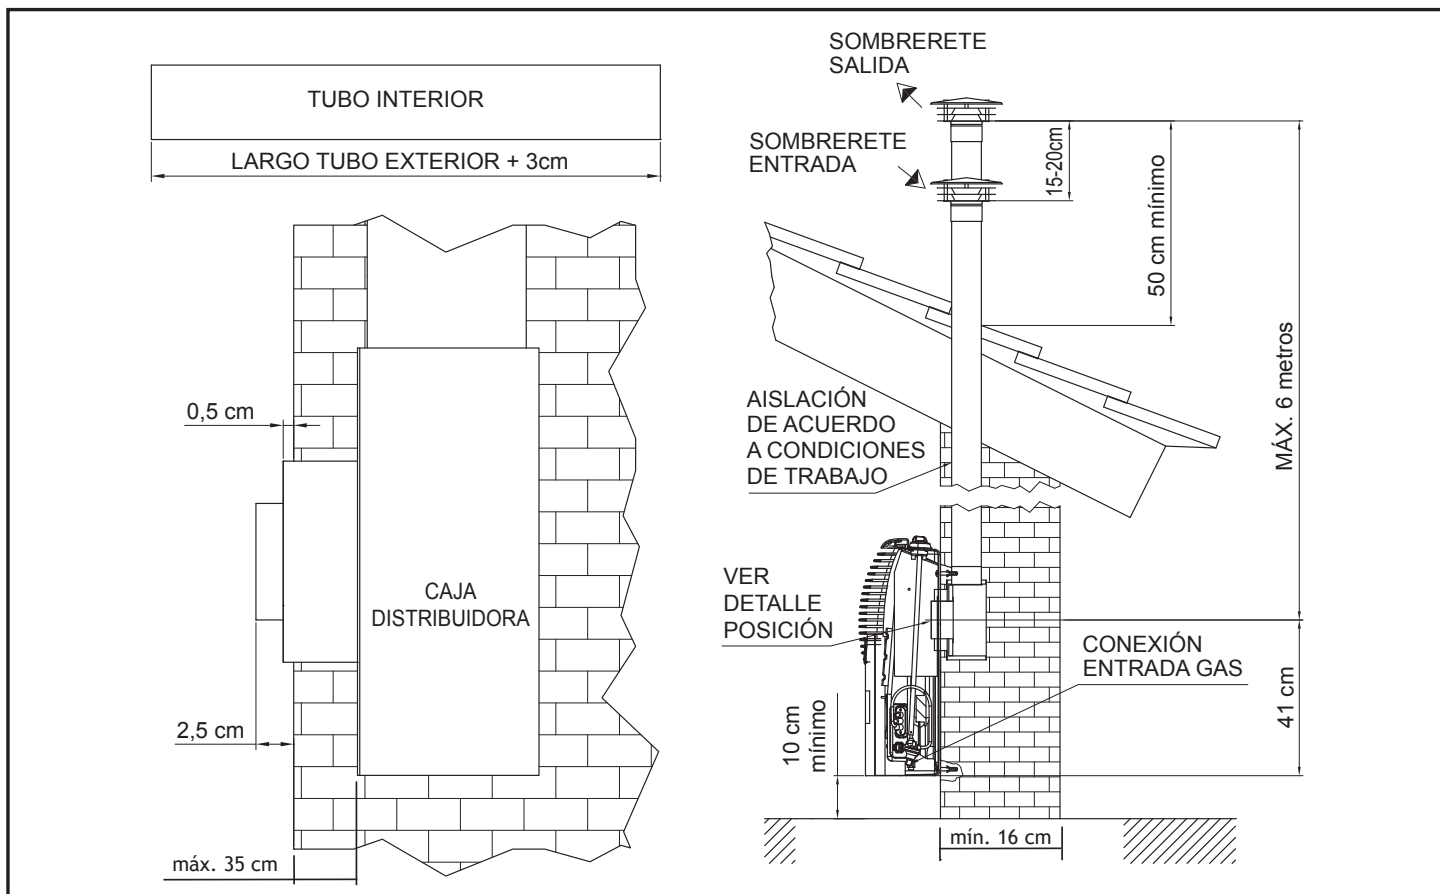 TUBO INTERIOR
LARGO TUBO EXTERIOR + 3cm
0,5 cm
CAJA
DISTRIBUIDORA
2,5 cm
máx. 35 cm
SOMBRERETE
SALIDA
SOMBRERETE
ENTRADA
15-20cm
50 cm mínimo
MÁX. 6 metros
AISLACIÓN
DE ACUERDO
A CONDICIONES
DE TRABAJO
VER
DETALLE
POSICIÓN
CONEXIÓN
ENTRADA GAS
41 cm
10 cm
mínimo
mín. 16 cm